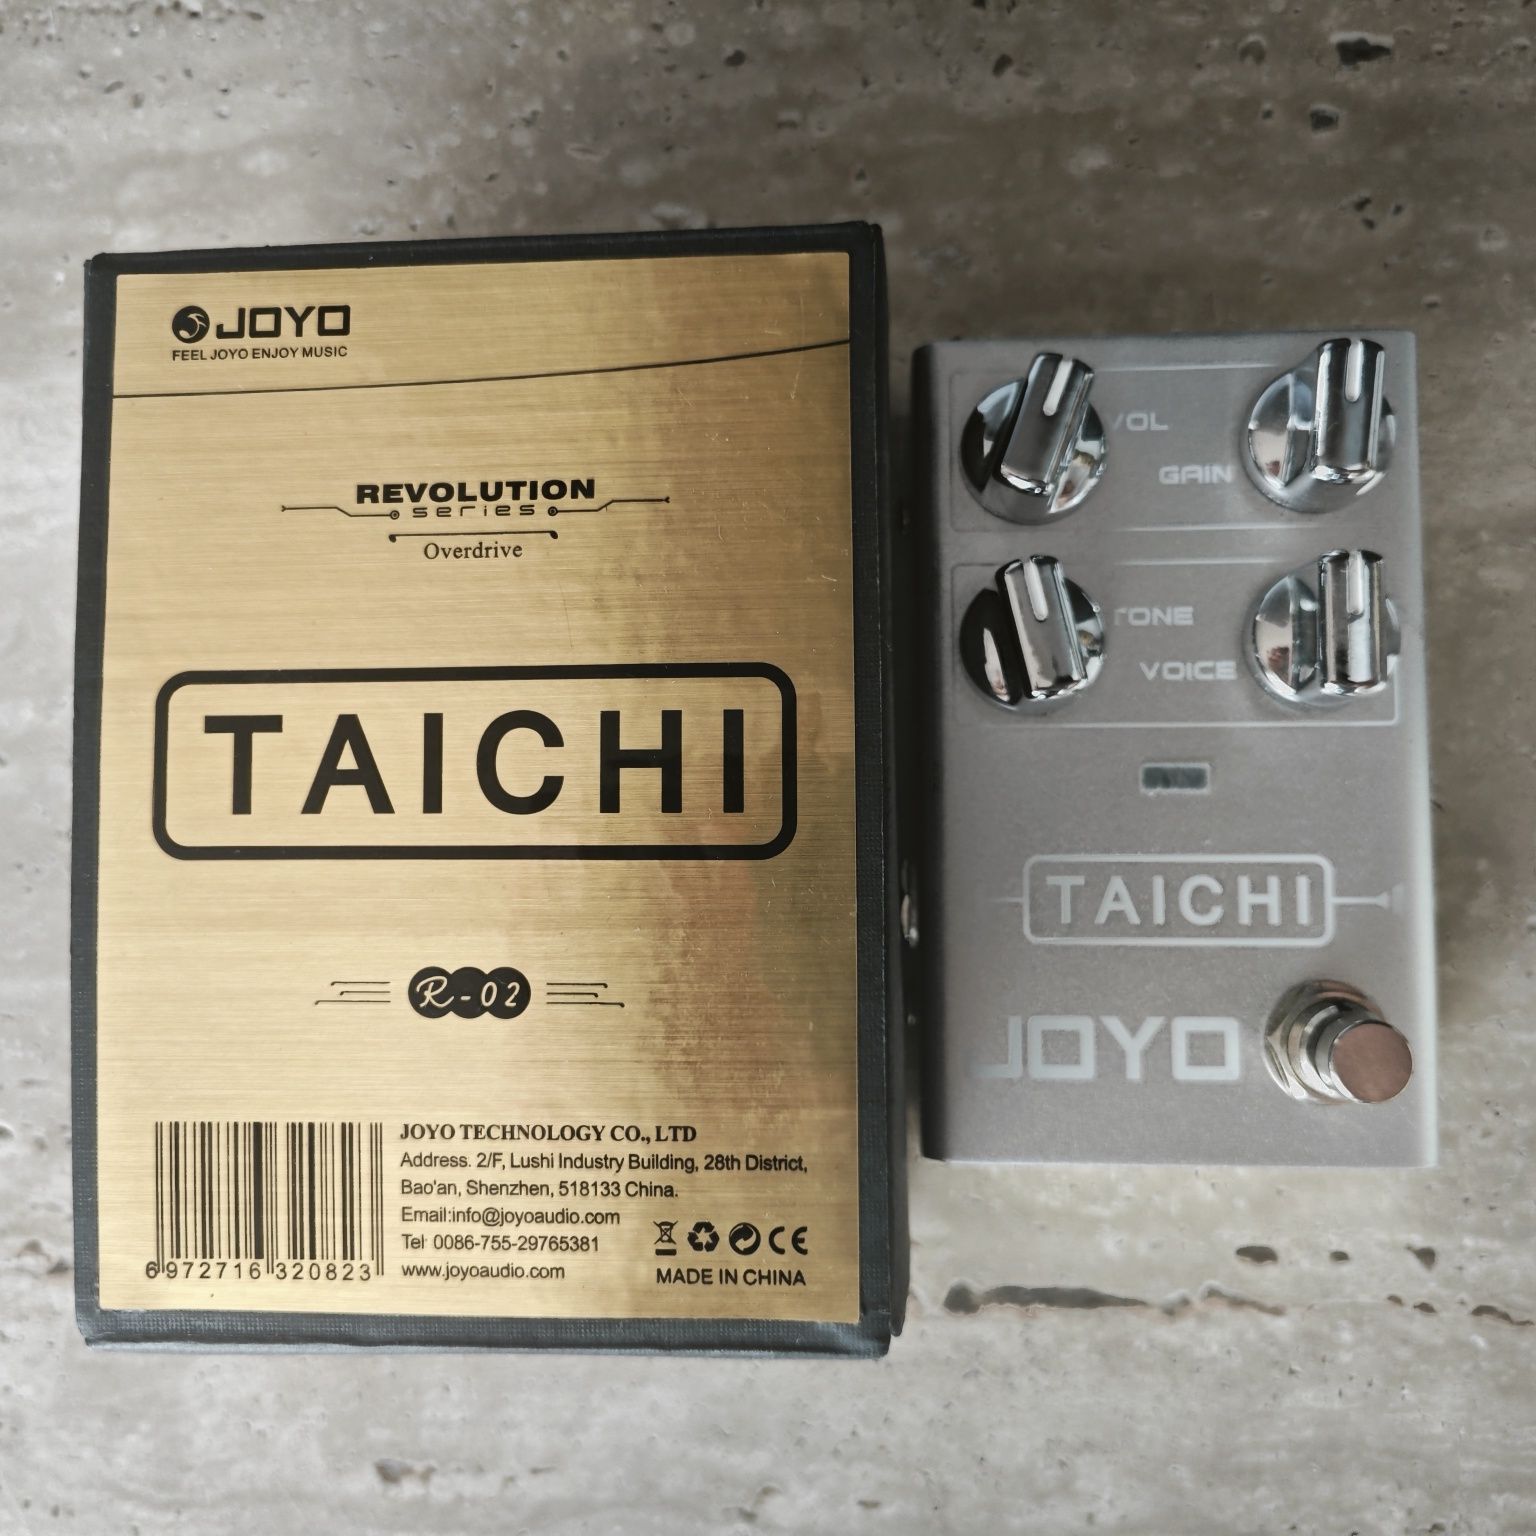 JOYO
FEEL JOYO ENJOY MUSIC
REVOLUTION
series
Overdrive
TAICHI
R-02
6 972716 320823
JOYO TECHNOLOGY CO., LTD
Address. 2/F, Lushi Industry Building, 28th District,
Bao'an, Shenzhen, 518133 China.
Email:info@joyoaudio.com
Tel: 0086-755-29765381
www.joyoaudio.com
CE
MADE IN CHINA
VOL
GAIN
TONE
VOICE
TAICHI
JOYO